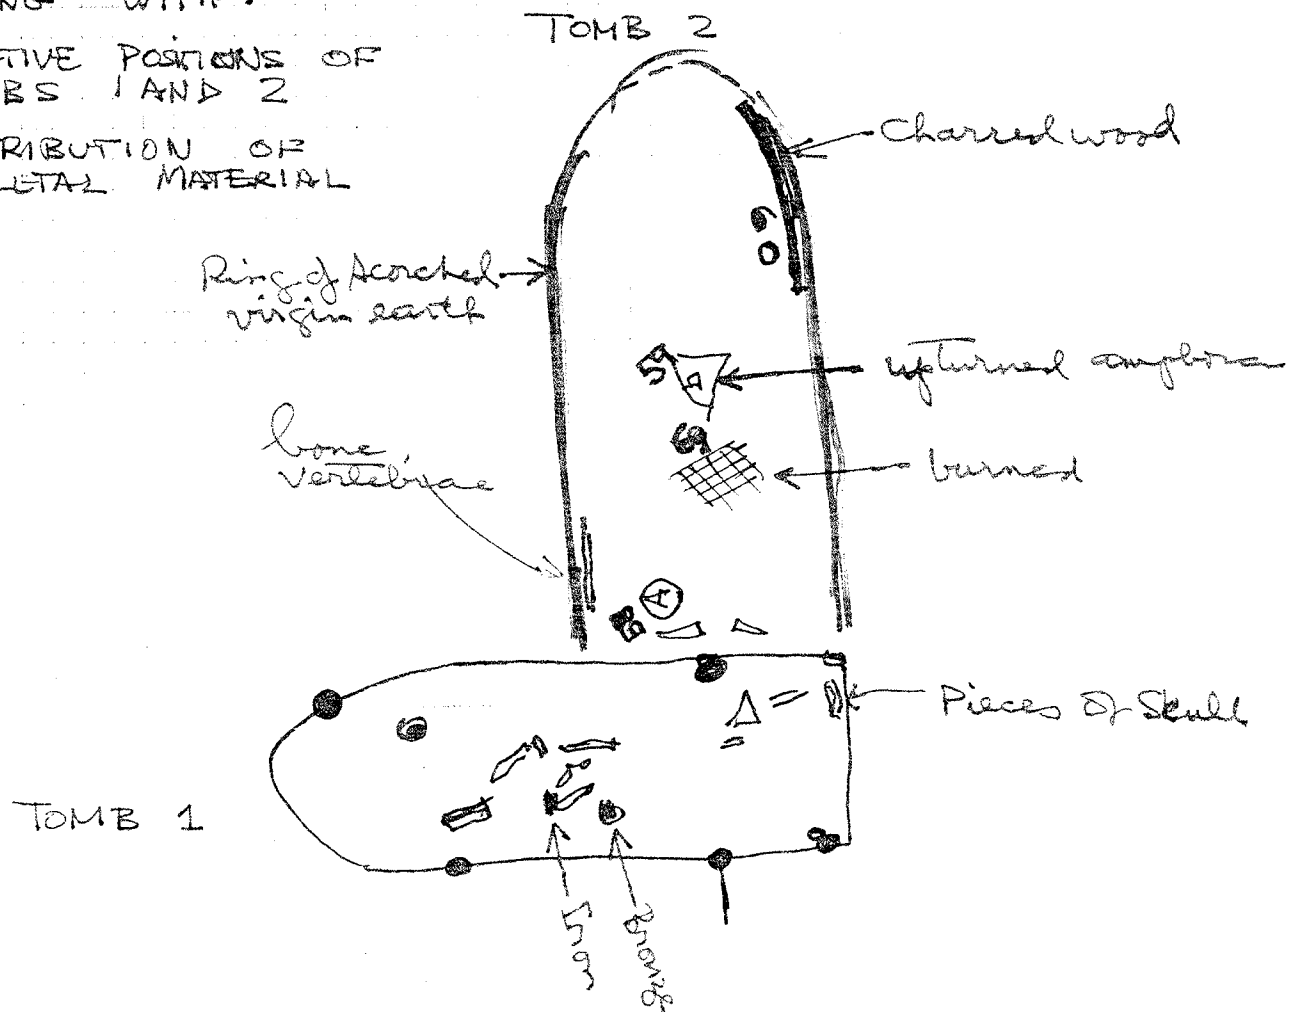 WITH:
TOMB 2
TIVE POSITIONS OF
BS 1 AND 2
RIBUTION OF
LETAL MATERIAL
Charred wood
Ring of scorched
virgin earth
upturned amphora
bone
vertebrae
burned
A
Pieces of Skull
TOMB 1
Iron
Bronze